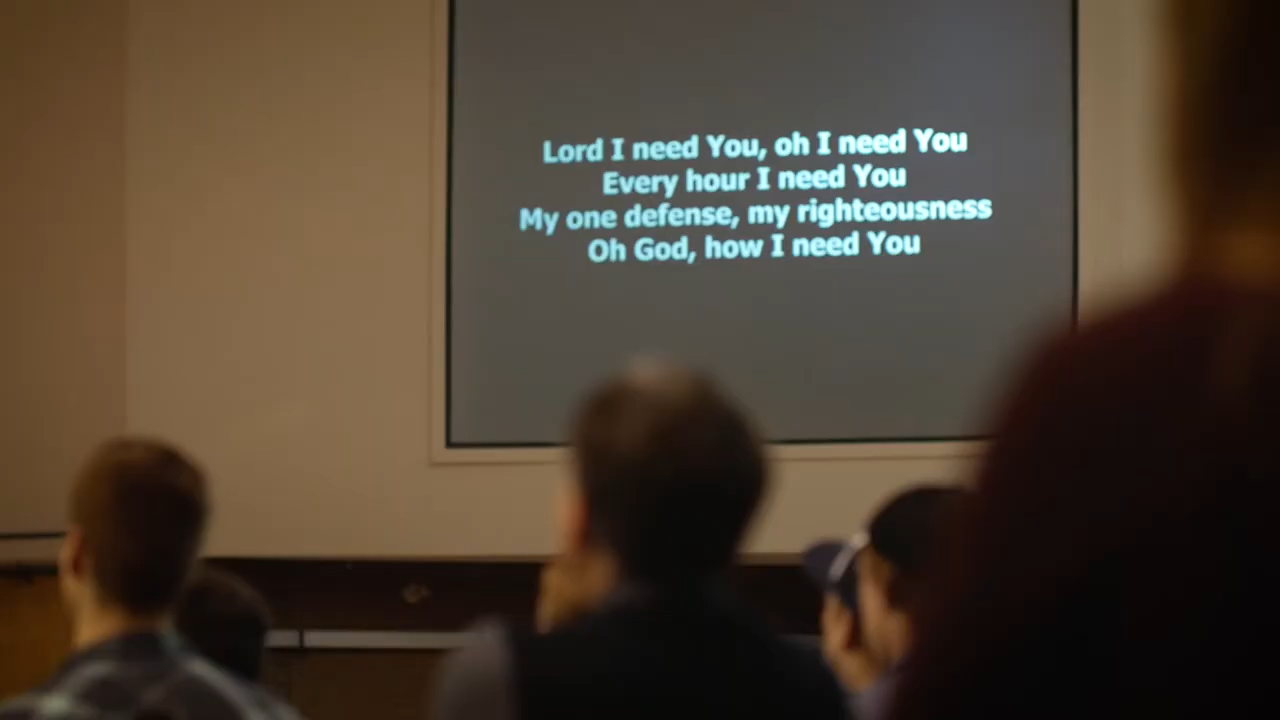 Lord I need You, oh I need You
Every hour I need You
My one defense, my righteousness
Oh God, how I need You